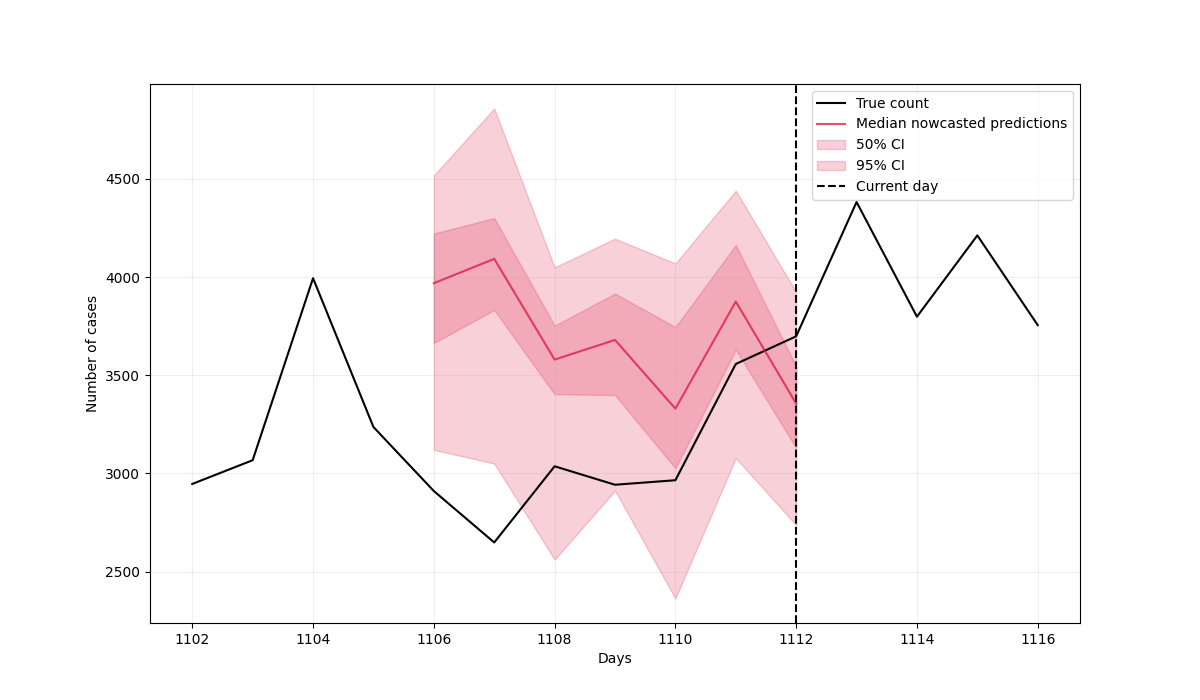 True count
Median nowcasted predictions
50% CI
95% CI
Current day
4500
4000
3500
3000
2500
Number of cases
1102 1104 1106 1108 1110 1112 1114 1116
Days